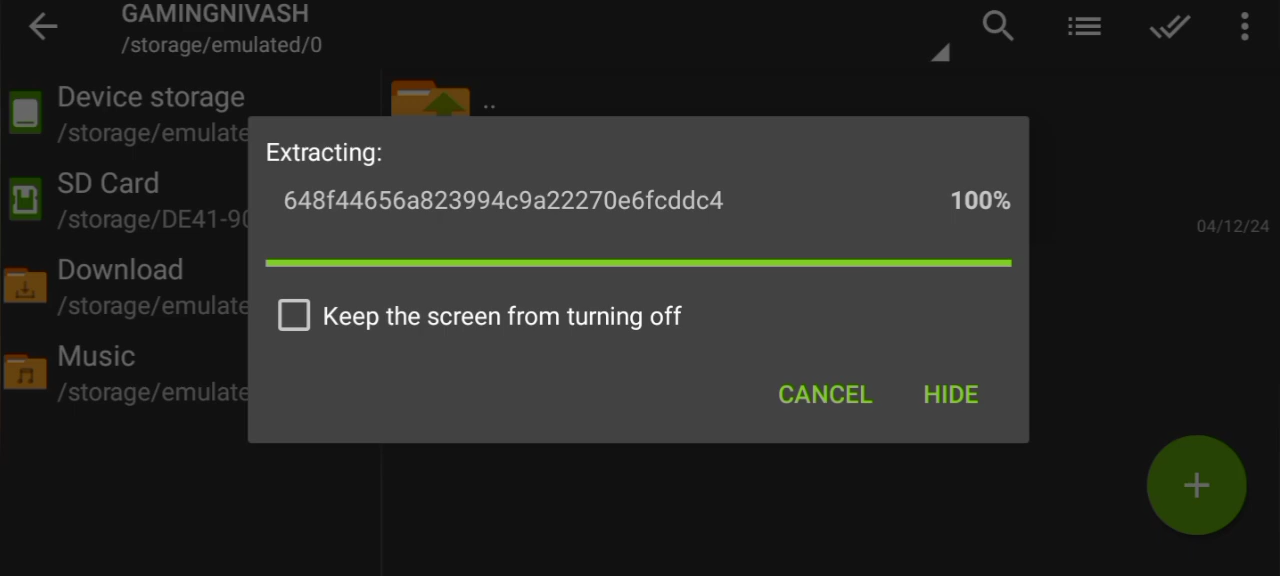 GAMINGNIVASH
/storage/emulated/0
Device storage
/storage/emulate
SD Card
/storage/DE41-90
Download
/storage/emulate
Music
/storage/emulate
..
Extracting:
648f44656a823994c9a22270e6fcddc4 100%
Keep the screen from turning off
CANCEL HIDE
04/12/24